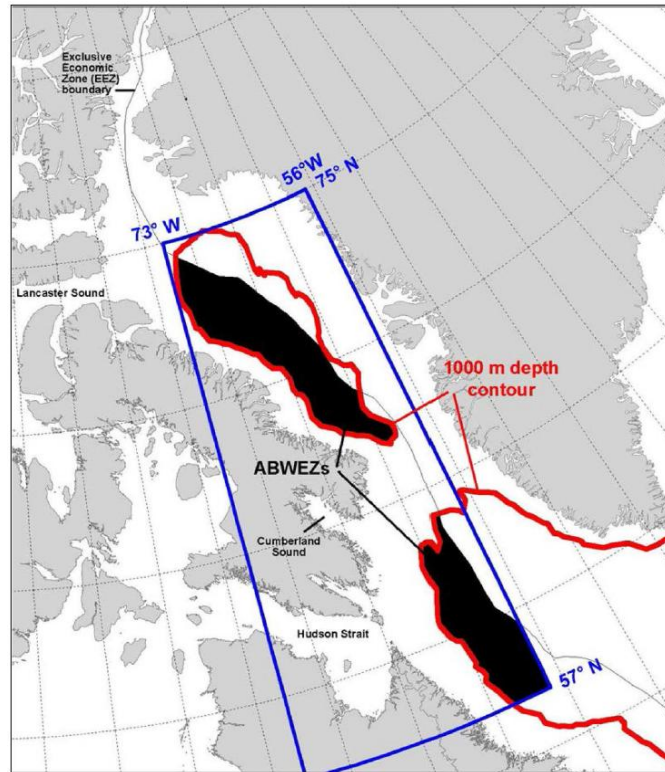 Exclusive
Economic
Zone (EEZ)
boundary
56°W
75° N
73° W
Lancaster Sound
1000 m depth
contour
ABWEZs
Cumberland
Sound
Hudson Strait
57° N